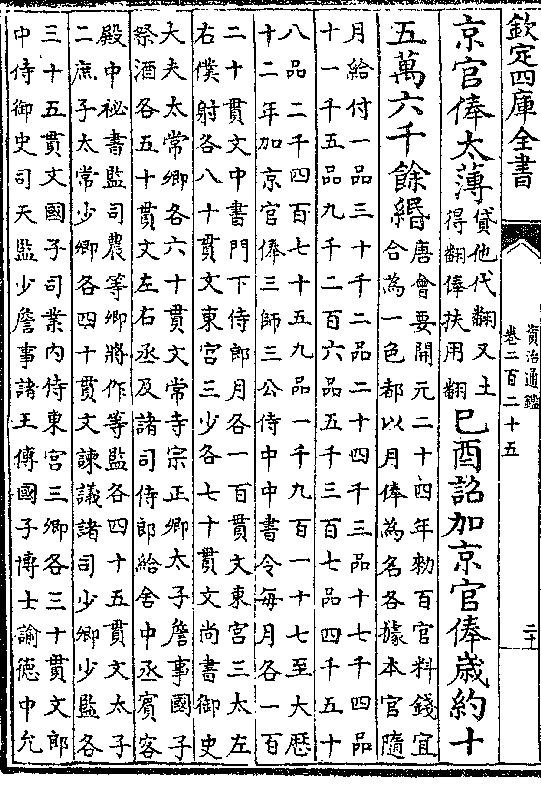 欽定四庫全書
資治通鑑
卷二百二十五
二十
京官俸太薄
貸他代翻又土
得翻俸扶用翻
巳酉詔加京官俸歲約十
五萬六千餘緡
唐會要開元二十四年勅百官料錢宜
合為一色都以月俸為名各據本官隨
月給付一品三十千二品二十四千三品十七千四品
十一千五品九千二百六品五千三百七品四千五十
八品二千四百七十五九品一千九百一十七至大厯
十二年加京官俸三師三公侍中中書令每月各一百
二十貫文中書門下侍郎月各一百貫文東宮三太左
右僕射各八十貫文東宮三少各七十貫文尚書御史
大夫太常卿各六十貫文常寺宗正卿太子詹事國子
祭酒各五十貫文左右丞及諸司侍郎給舍中丞賓客
殿中祕書監司農等卿將作等監各四十五貫文太子
二庶子太常少卿各四十貫文諫議諸司少卿少監各
三十五貫文國子司業內侍東宮三卿各三十貫文郎
中侍御史司天監少詹事諸王傅國子博士諭德中允